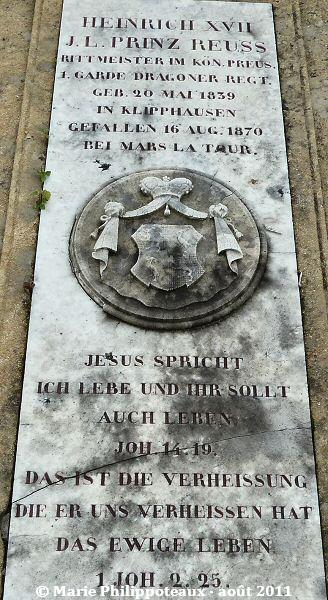 HEINRICH XVII
J. L. PRINZ REUSS
RITTMEISTER IM KÖN. PREUS.
1. GARDE DRAGONER REGT.
GEB. 20 MAI 1839
IN KLIPPHAUSEN
GEFALLEN 16 AUG. 1870
BEI MARS LA TOUR.
JESUS SPRICHT
ICH LEBE UND IHR SOLLT
AUCH LEBEN
JOH. 14. 19.
DAS IST DIE VERHEISSUNG
DIE ER UNS VERHEISSEN HAT
DAS EWIGE LEBEN
1. JOH. 2. 25.
© Marie Philippoteaux - août 2011